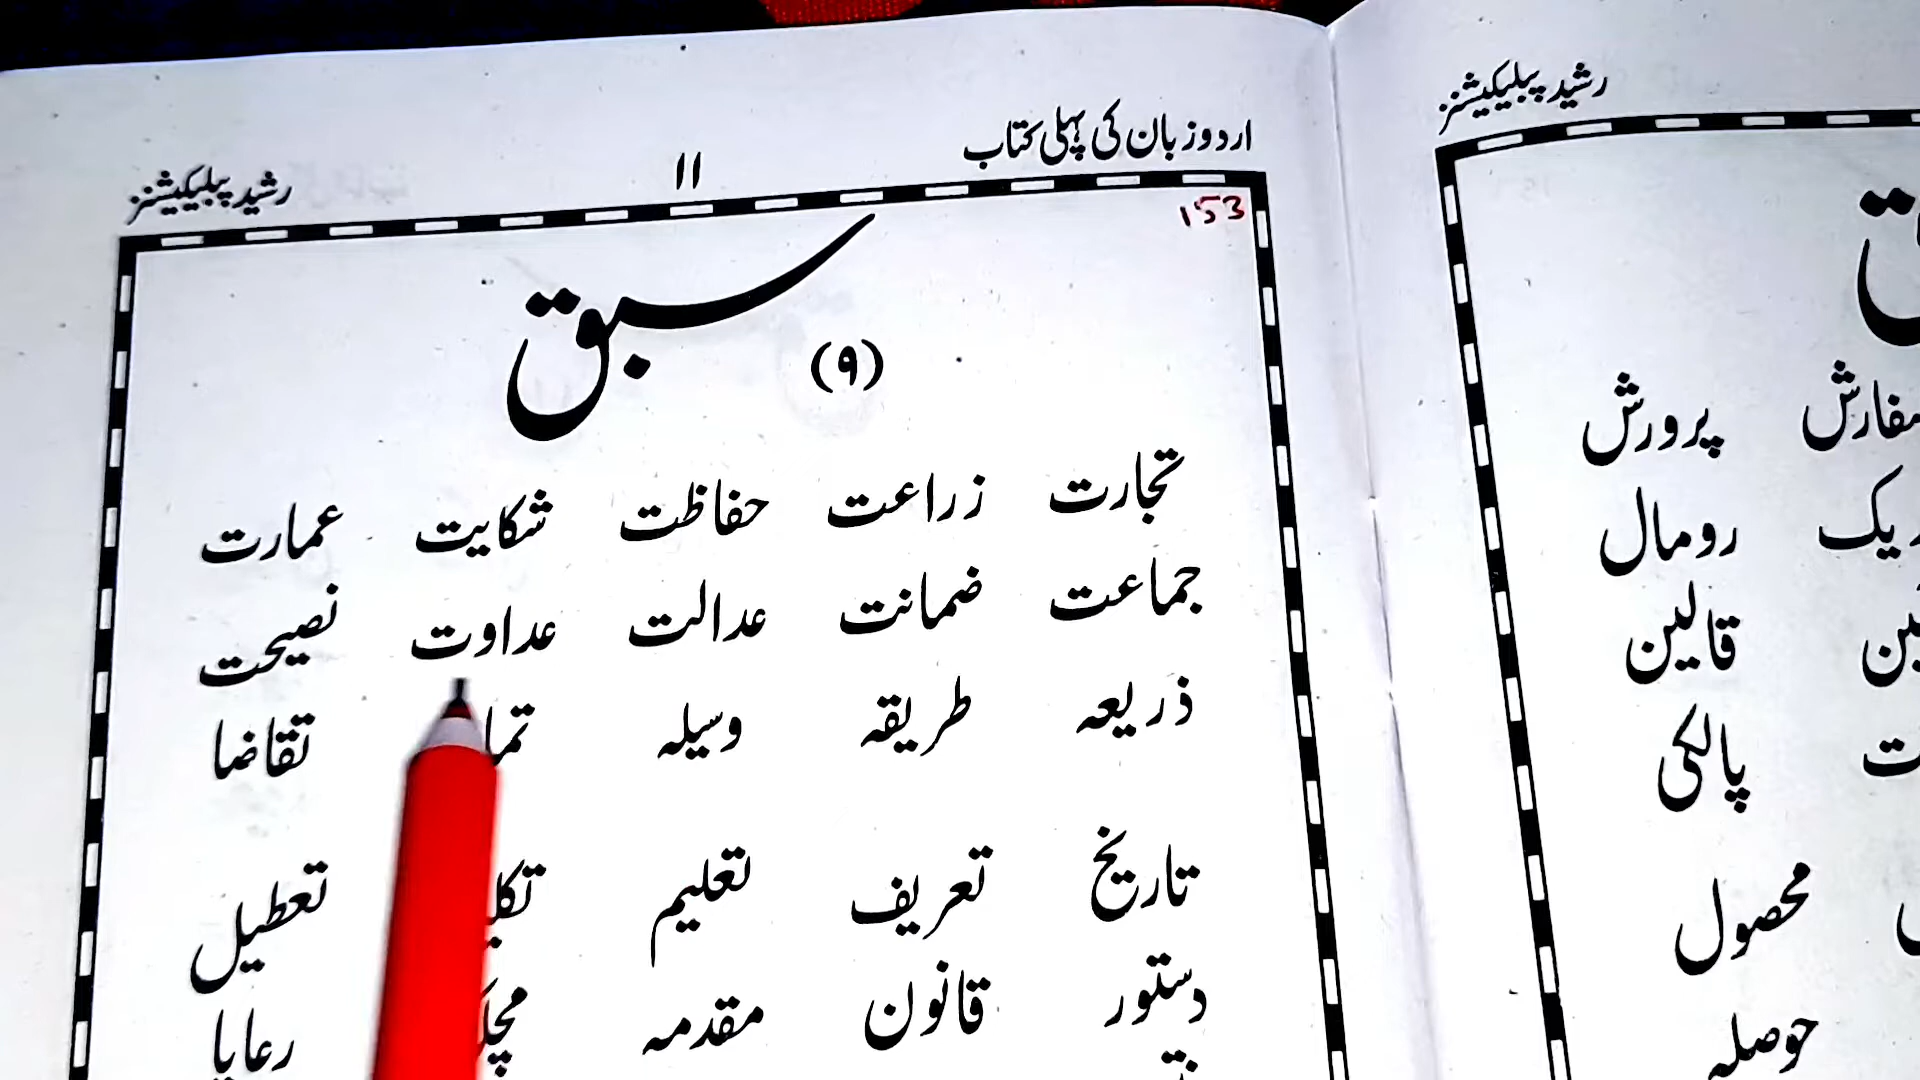 اردو زبان کی پہلی کتاب ۱۱ رشید پبلیکیشنز
153
سبق
(۹)
تجارت زراعت حفاظت شکایت عمارت
جماعت ضمانت عدالت عداوت نصیحت
ذریعہ طریقہ وسیلہ تقاضا
تاریخ تعریف تعلیم تعطیل
دستور قانون مقدمہ رعایا
رشید پبلیکیشنز
پرورش
رومال
قالین
پالکی
محصول
حوصلہ